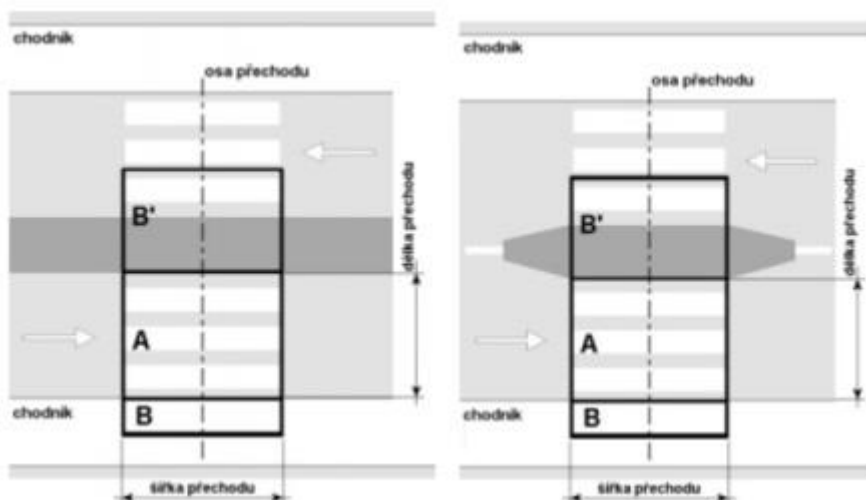 chodník
osa přechodu
B'
délka přechodu
A
chodník
B
šířka přechodu
chodník
osa přechodu
B'
délka přechodu
A
chodník
B
šířka přechodu